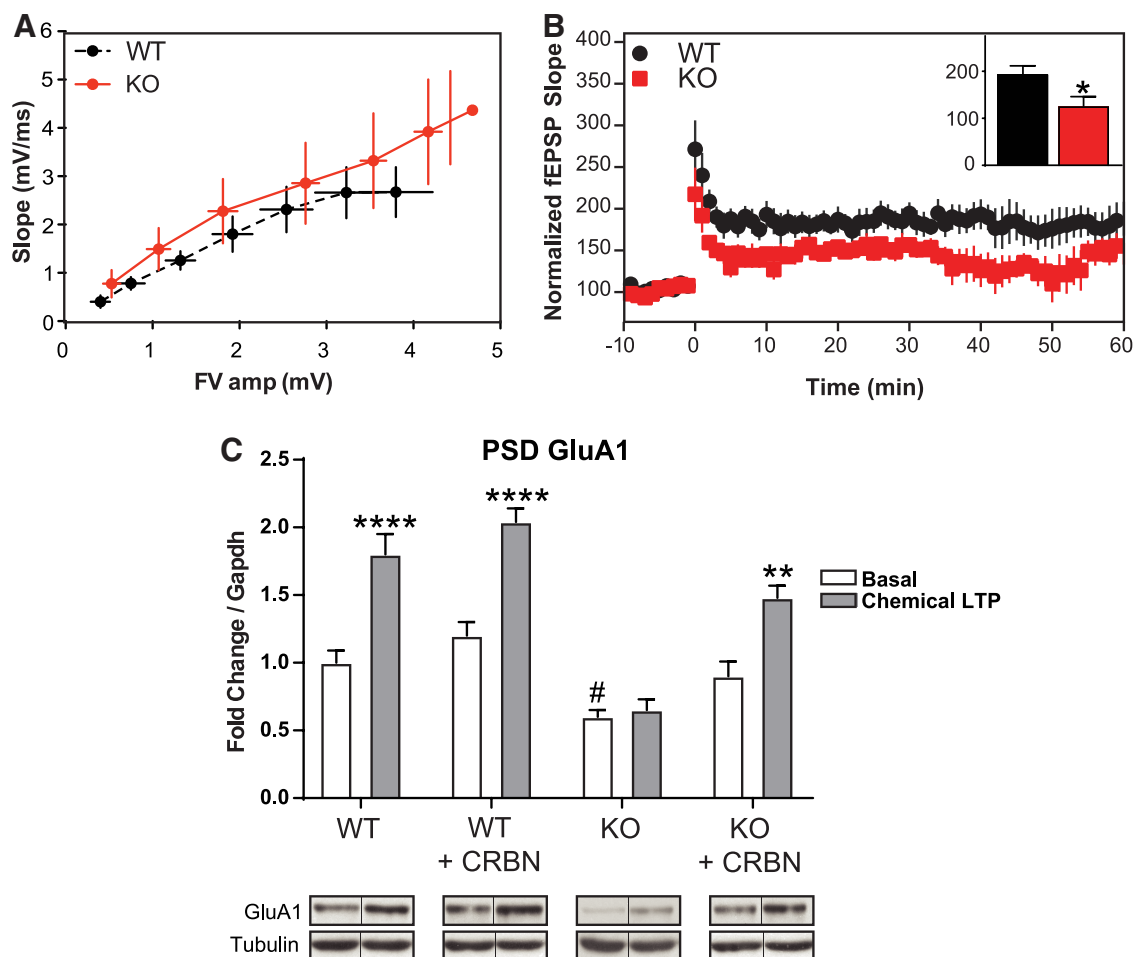 A
WT
KO
6
5
4
3
2
1
0
Slope (mV/ms)
0 1 2 3 4 5
FV amp (mV)
B
WT
KO
400
350
300
250
200
150
100
Normalized fEPSP Slope
-10 0 10 20 30 40 50 60
Time (min)
200
100
0
*
C
PSD GluA1
2.5
2.0
1.5
1.0
0.5
0.0
Fold Change / Gapdh
****
****
#
**
Basal
Chemical LTP
WT WT KO KO
+ CRBN + CRBN
GluA1
Tubulin